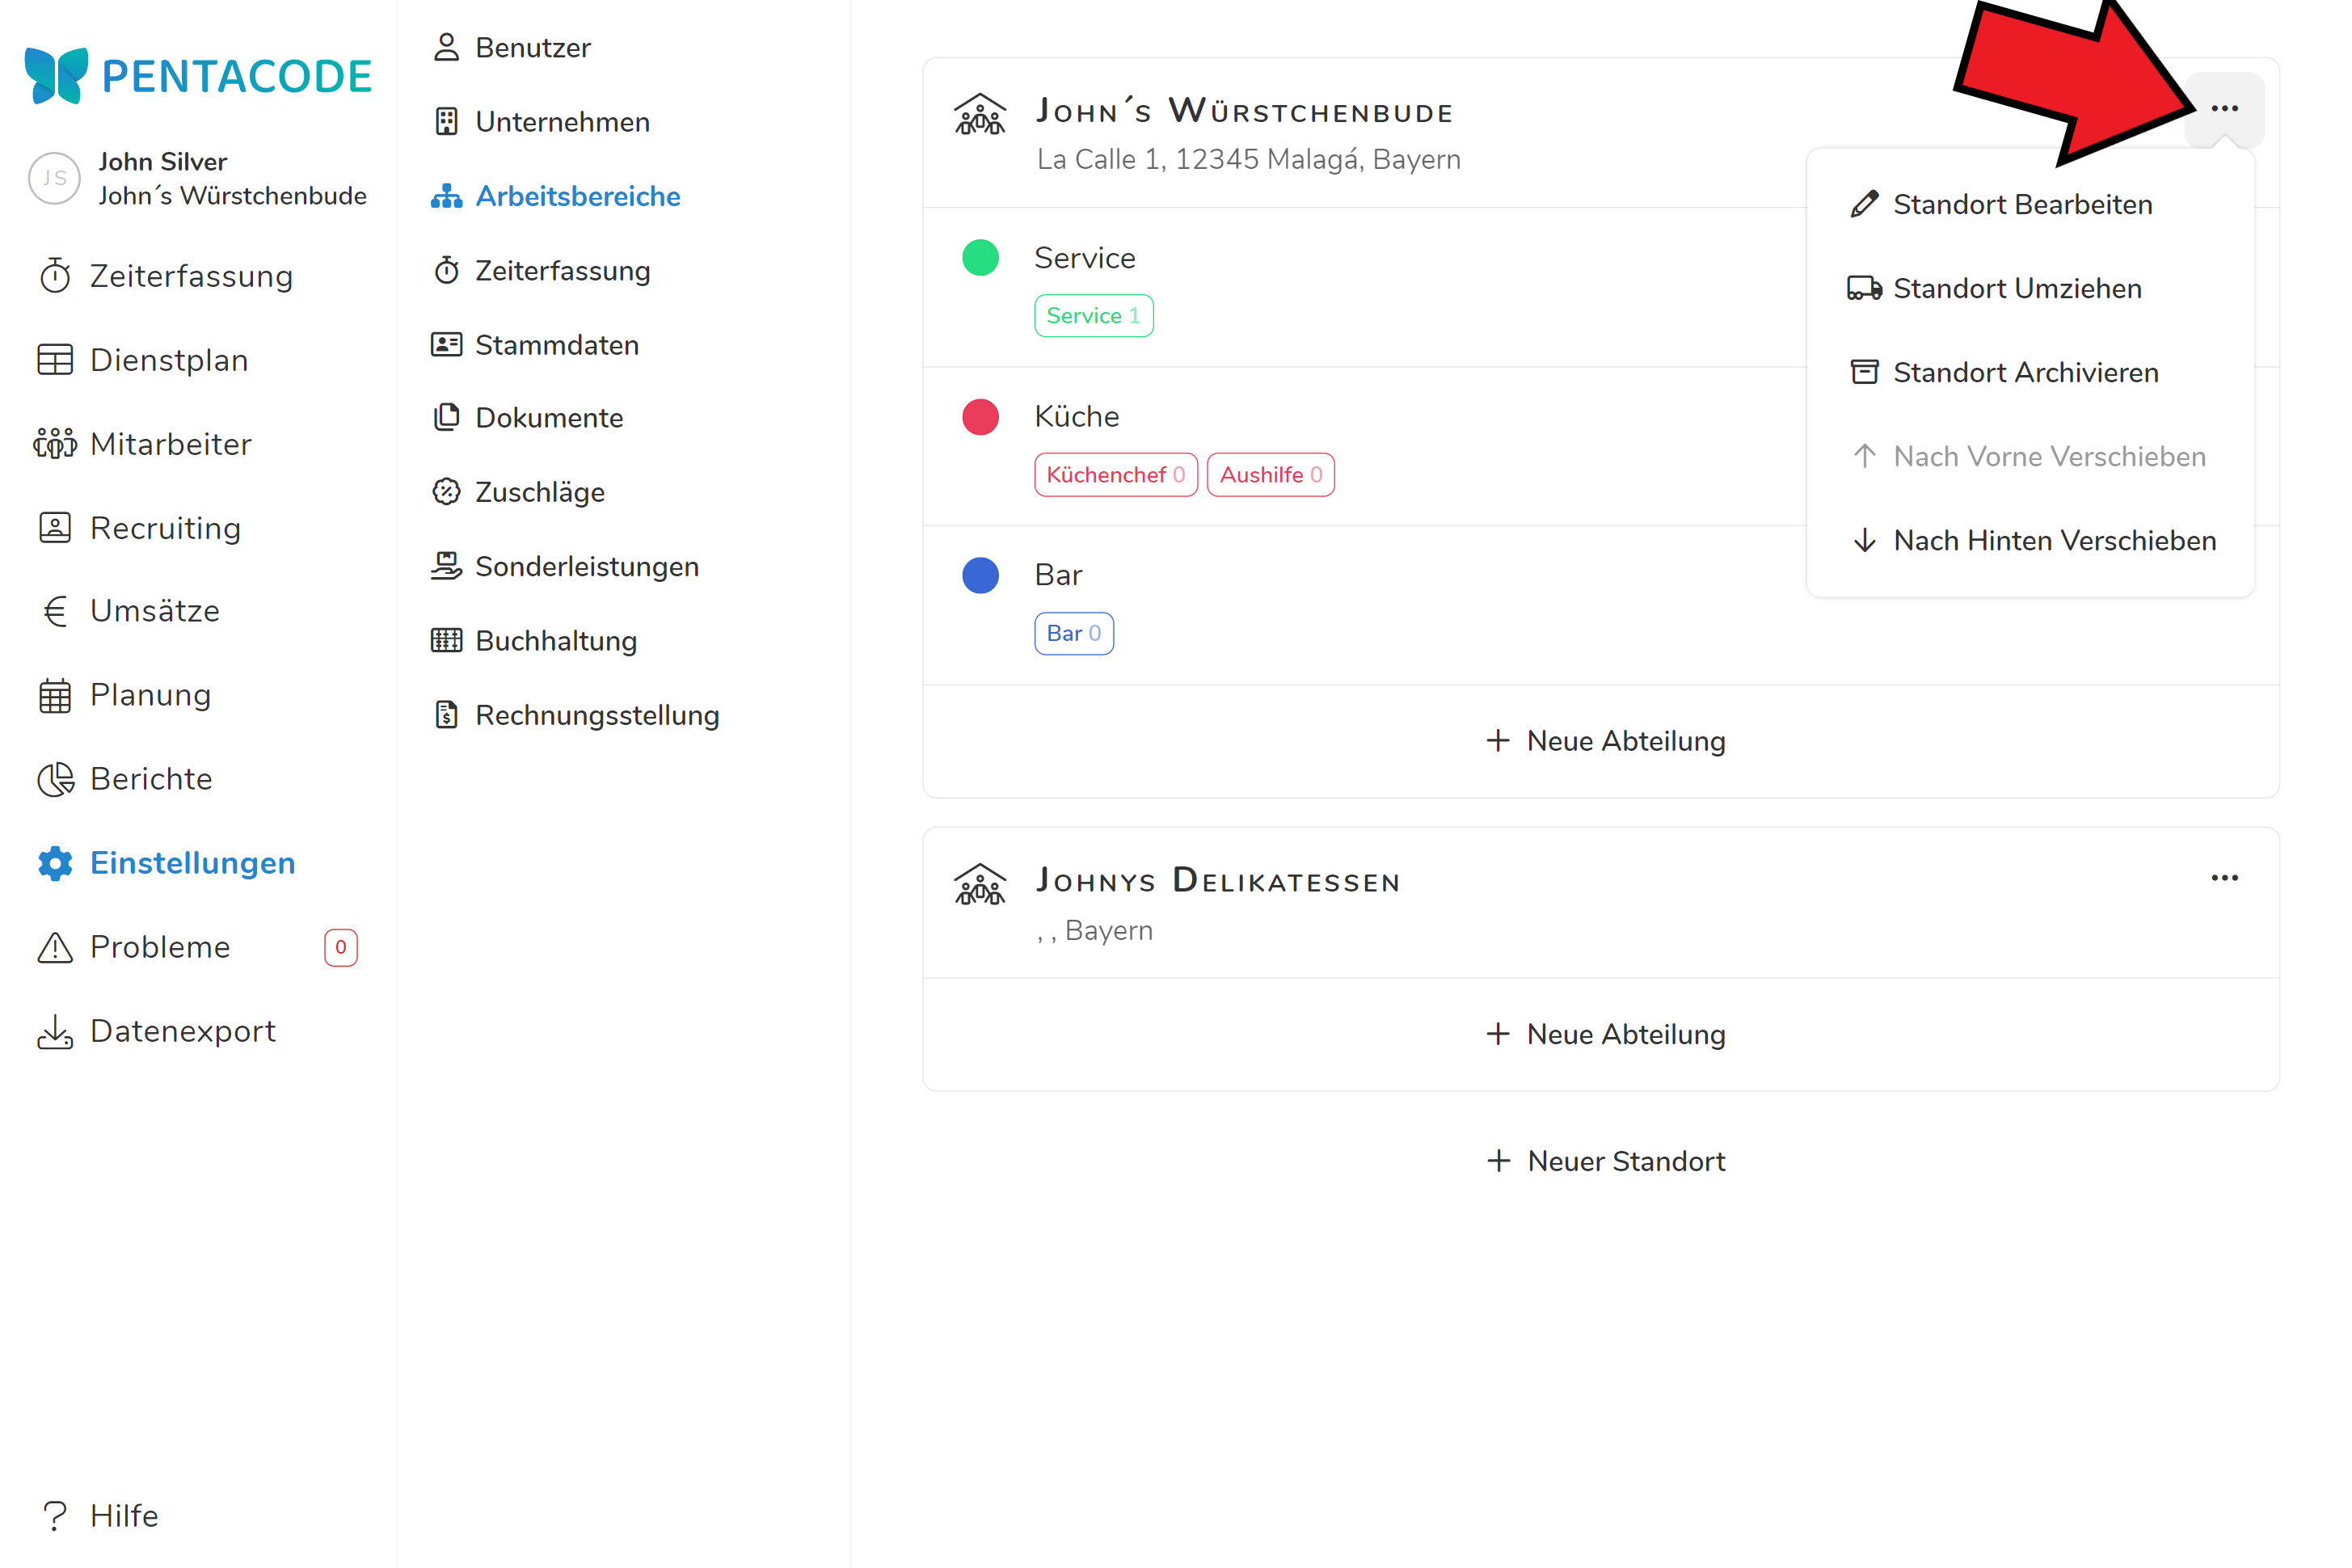 PENTACODE
JS
John Silver
John´s Würstchenbude
Zeiterfassung
Dienstplan
Mitarbeiter
Recruiting
Umsätze
Planung
Berichte
Einstellungen
Probleme 0
Datenexport
Hilfe
Benutzer
Unternehmen
Arbeitsbereiche
Zeiterfassung
Stammdaten
Dokumente
Zuschläge
Sonderleistungen
Buchhaltung
Rechnungsstellung
John´s Würstchenbude
La Calle 1, 12345 Malagá, Bayern
Service
Service 1
Küche
Küchenchef 0 Aushilfe 0
Bar
Bar 0
+ Neue Abteilung
Standort Bearbeiten
Standort Umziehen
Standort Archivieren
Nach Vorne Verschieben
Nach Hinten Verschieben
Johnys Delikatessen
, , Bayern
+ Neue Abteilung
+ Neuer Standort